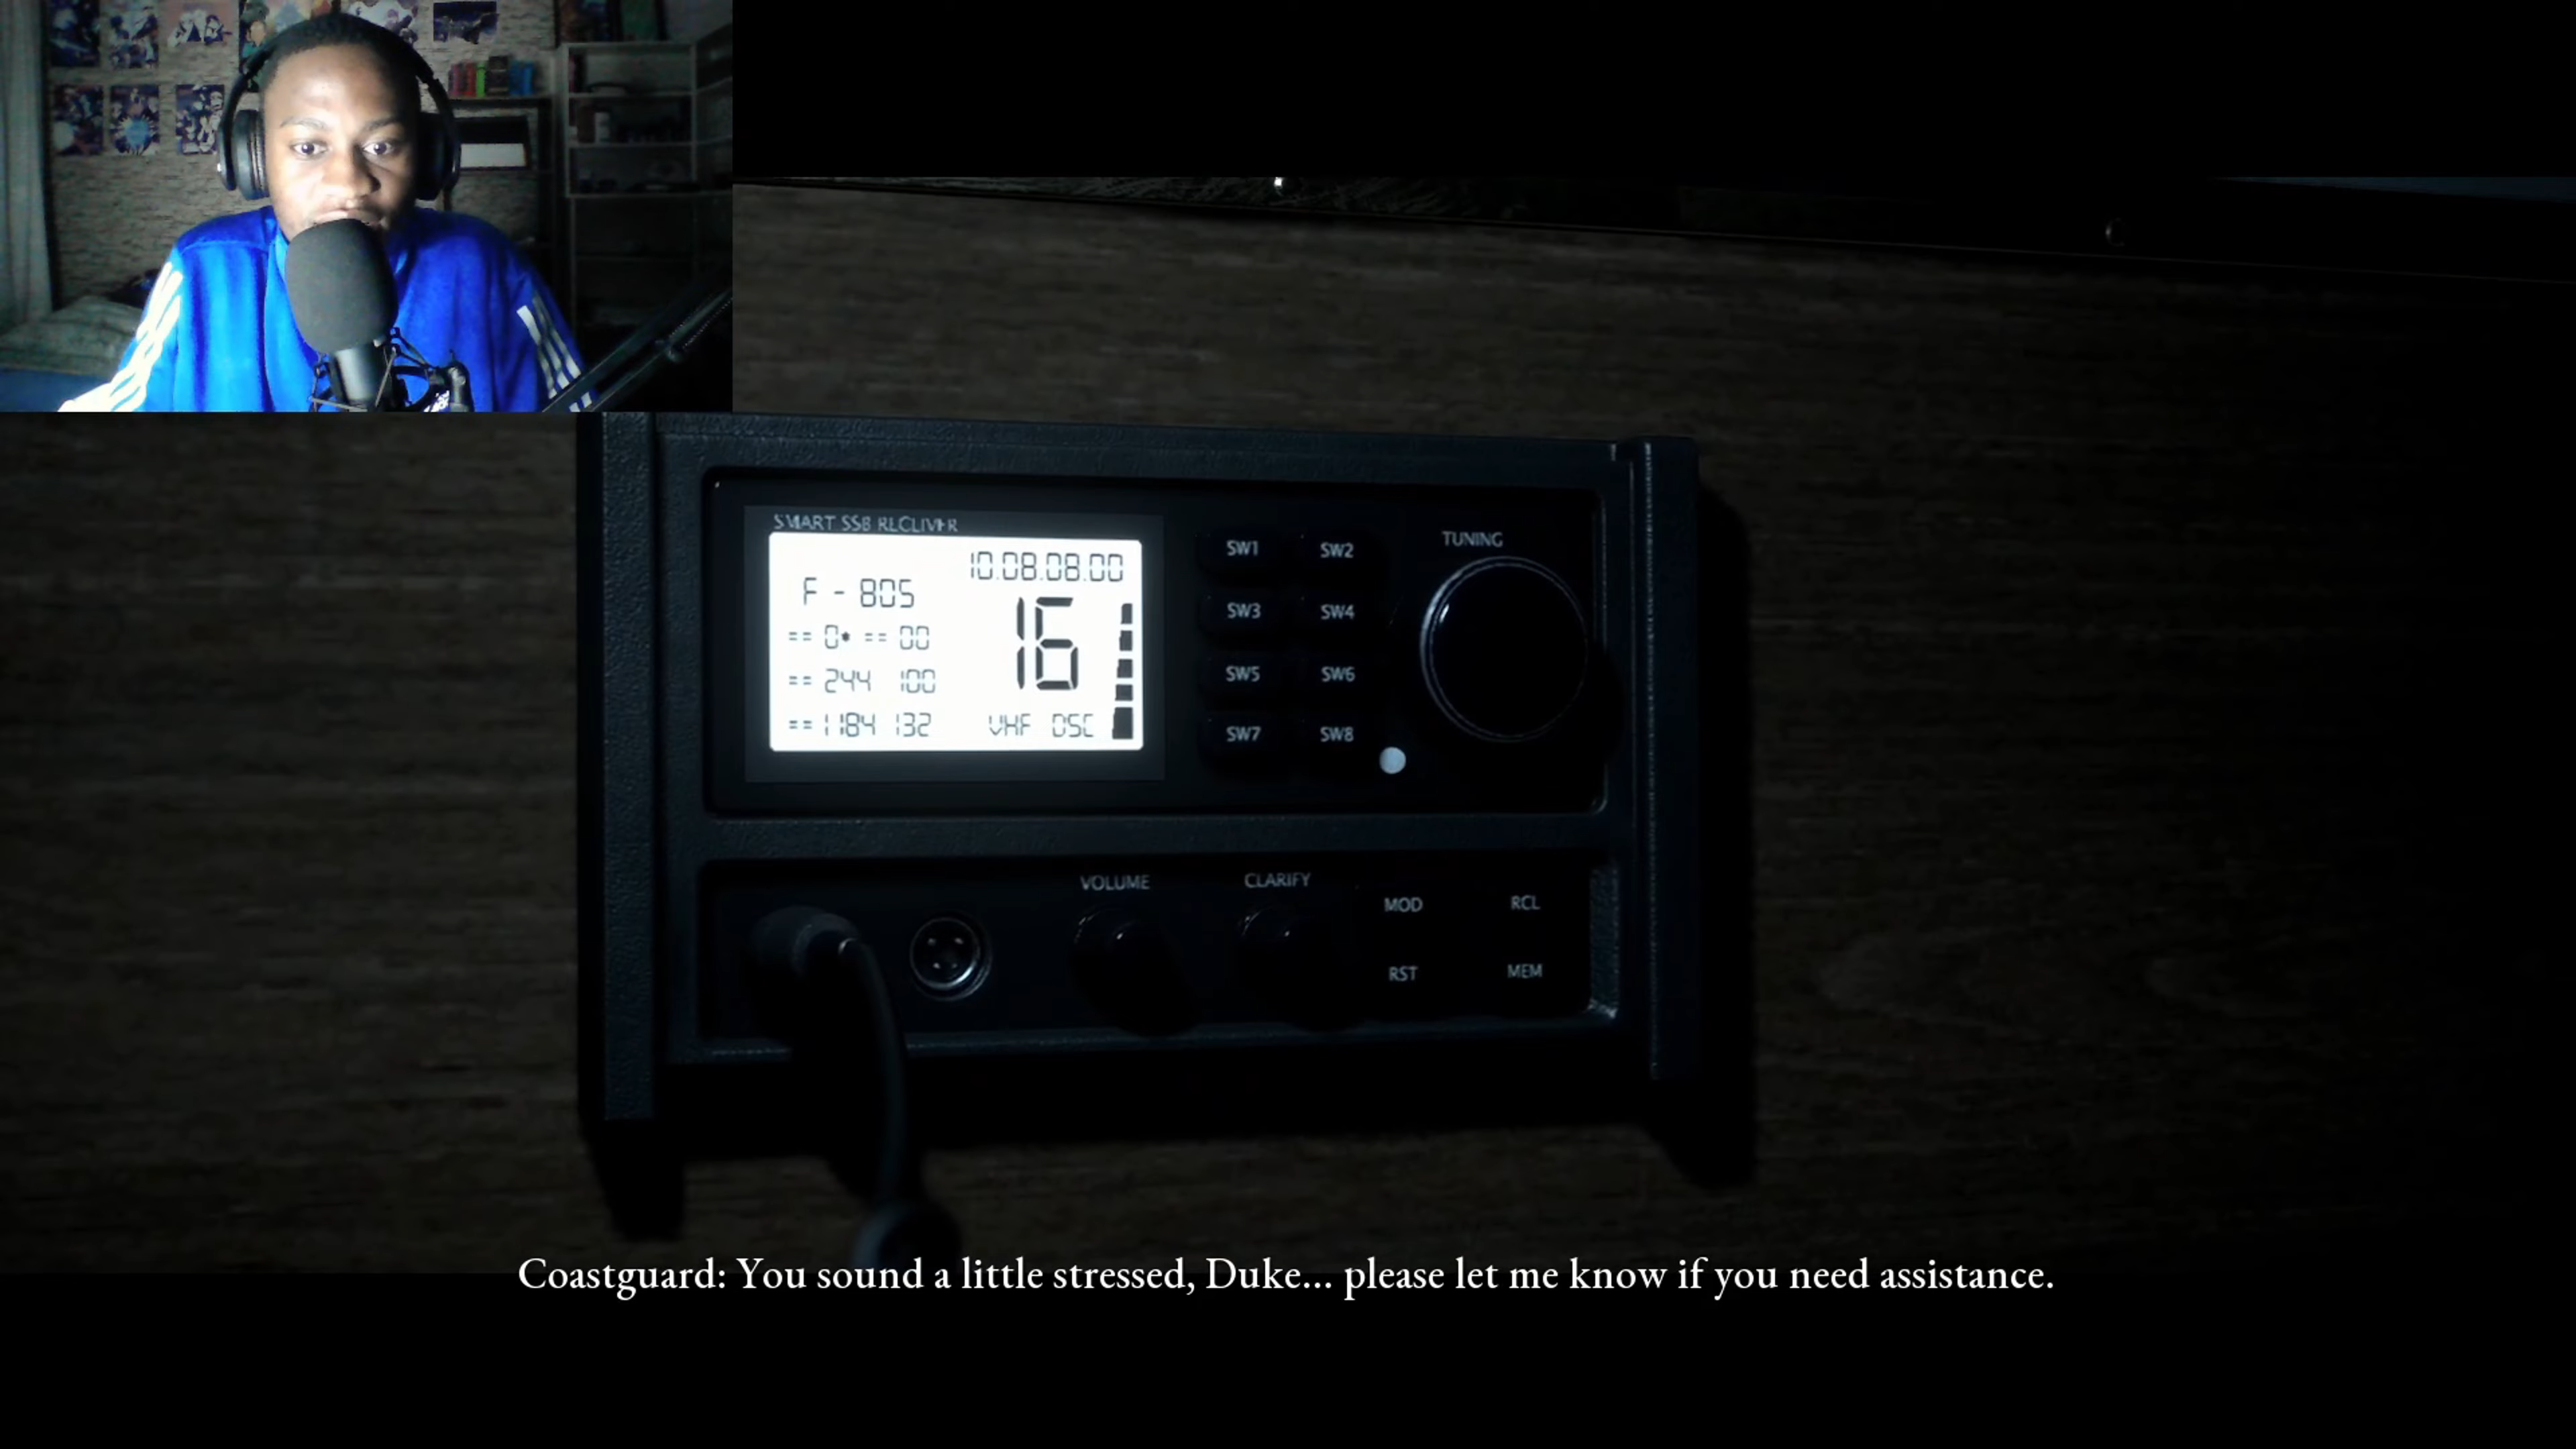 SMART SSB RECLIVER
10.08.08.00
F - 805
16
== 0* == 00
== 244 100
== 1184 132
VHF DSC
SW1 SW2
SW3 SW4
SW5 SW6
SW7 SW8
TUNING
VOLUME
CLARIFY
MOD RCL
RST MEM
Coastguard: You sound a little stressed, Duke... please let me know if you need assistance.